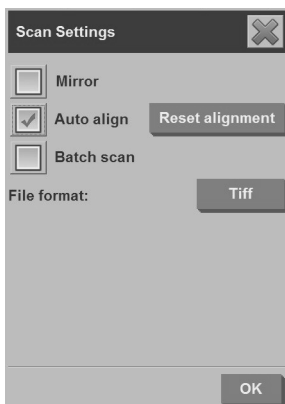 Scan Settings
Mirror
Auto align Reset alignment
Batch scan
File format: Tiff
OK